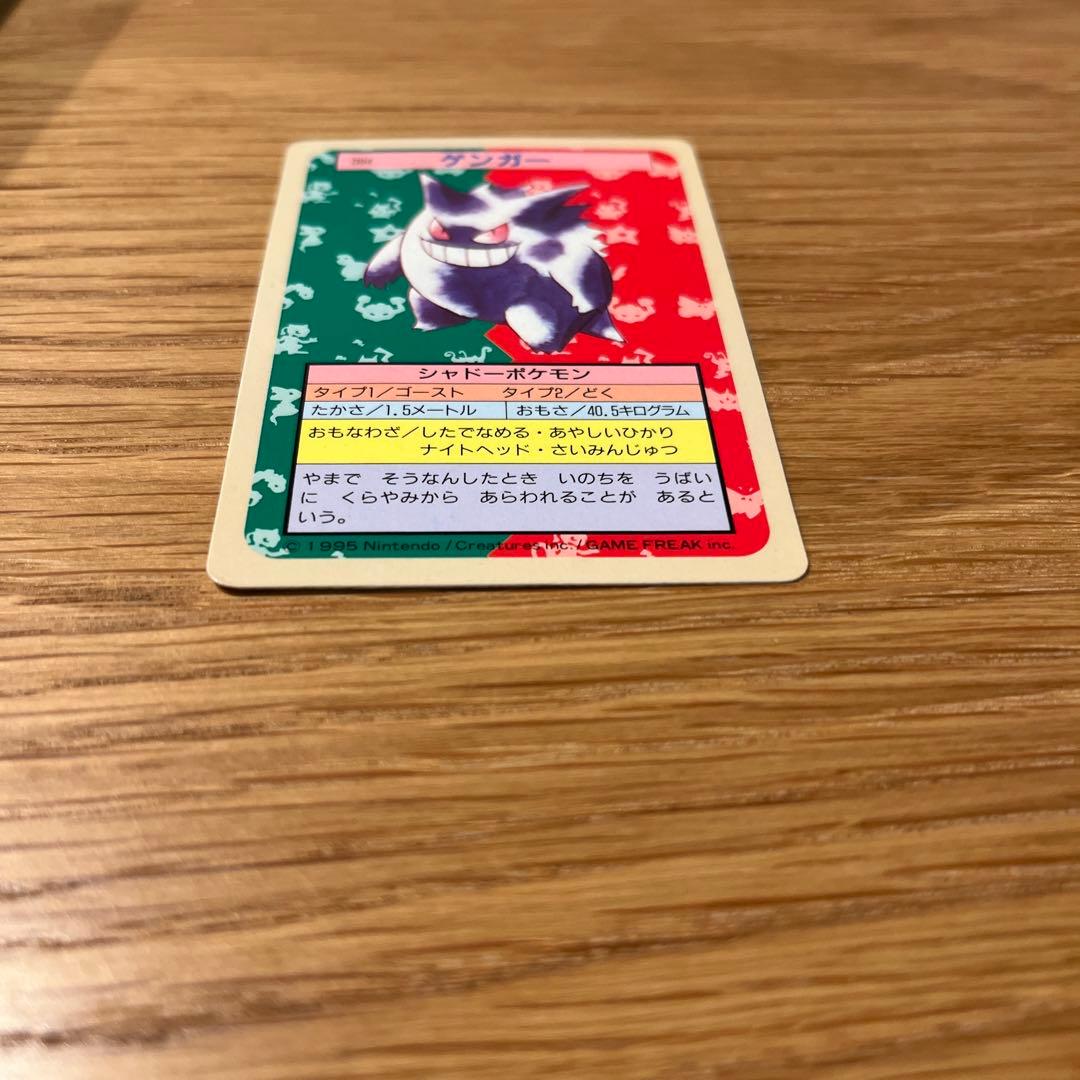 ゲンガー
シャドーポケモン
タイプ1／ゴースト　タイプ2／どく
たかさ／1.5メートル　おもさ／40.5キログラム
おもなわざ／したでなめる・あやしいひかり
ナイトヘッド・さいみんじゅつ
やまで　そうなんしたとき　いのちを　うばい
に　くらやみから　あらわれることが　あると
いう。
© 1995 Nintendo / Creatures inc. / GAME FREAK inc.